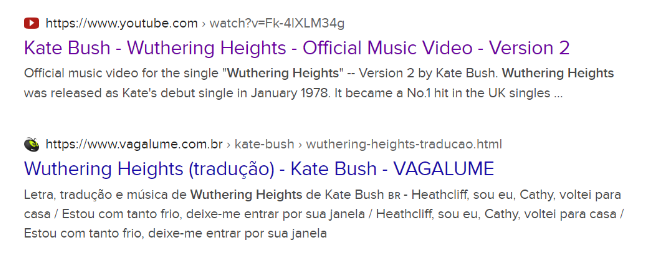 https://www.youtube.com › watch?v=Fk-4lXLM34g
Kate Bush - Wuthering Heights - Official Music Video - Version 2
Official music video for the single "Wuthering Heights" -- Version 2 by Kate Bush. Wuthering Heights
was released as Kate's debut single in January 1978. It became a No.1 hit in the UK singles ...
https://www.vagalume.com.br › kate-bush › wuthering-heights-traducao.html
Wuthering Heights (tradução) - Kate Bush - VAGALUME
Letra, tradução e música de Wuthering Heights de Kate Bush BR - Heathcliff, sou eu, Cathy, voltei para
casa / Estou com tanto frio, deixe-me entrar por sua janela / Heathcliff, sou eu, Cathy, voltei para casa /
Estou com tanto frio, deixe-me entrar por sua janela